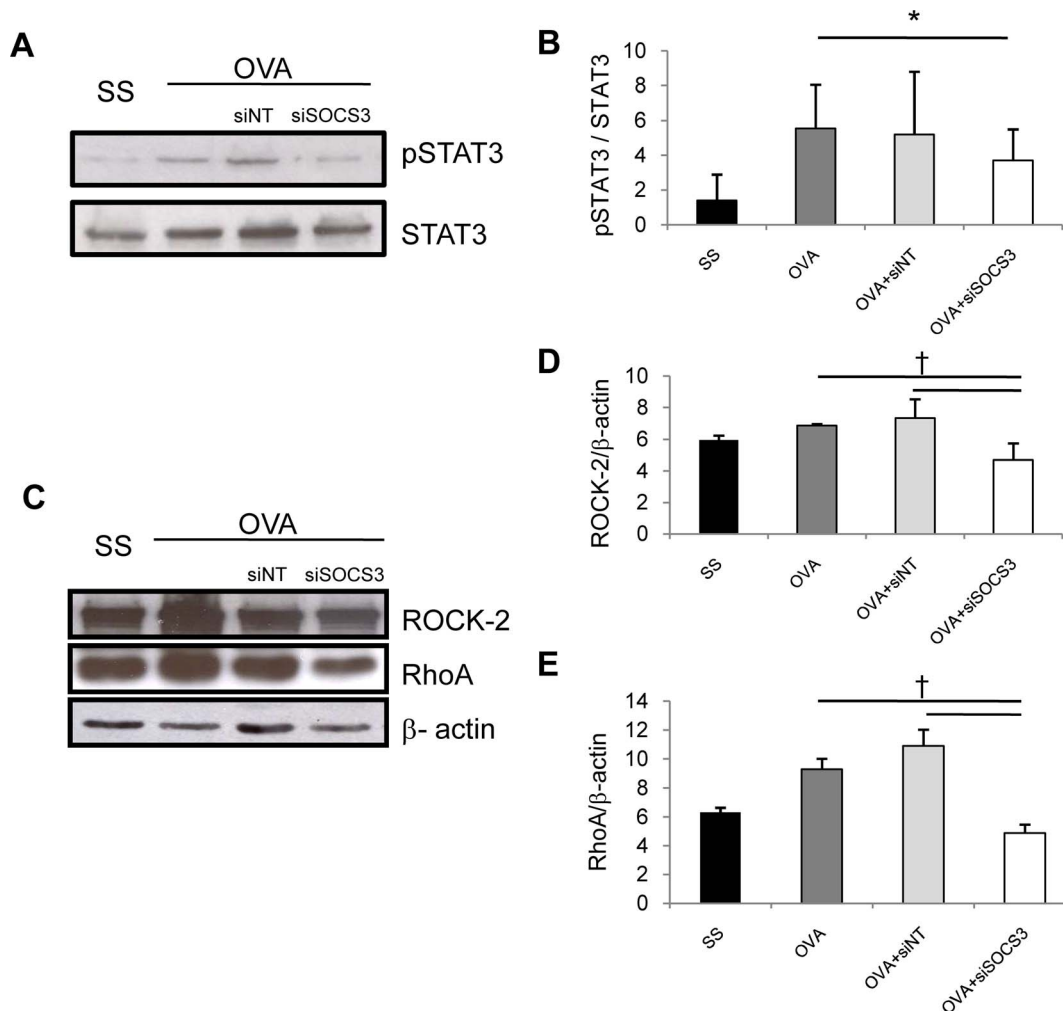 A
SS
OVA
siNT siSOCS3
pSTAT3
STAT3
B
*
pSTAT3 / STAT3
10
8
6
4
2
0
SS
OVA
OVA+siNT
OVA+siSOCS3
C
SS
OVA
siNT siSOCS3
ROCK-2
RhoA
β- actin
D
†
ROCK-2/β-actin
10
8
6
4
2
0
SS
OVA
OVA+siNT
OVA+siSOCS3
E
†
RhoA/β-actin
14
12
10
8
6
4
2
0
SS
OVA
OVA+siNT
OVA+siSOCS3